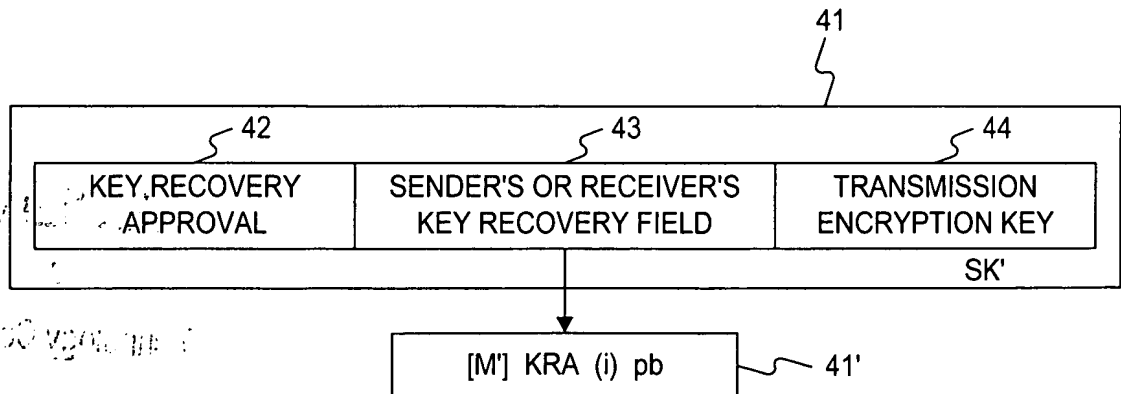 41
42
43
44
KEY RECOVERY APPROVAL
SENDER'S OR RECEIVER'S KEY RECOVERY FIELD
TRANSMISSION ENCRYPTION KEY
SK'
[M'] KRA (i) pb
41'